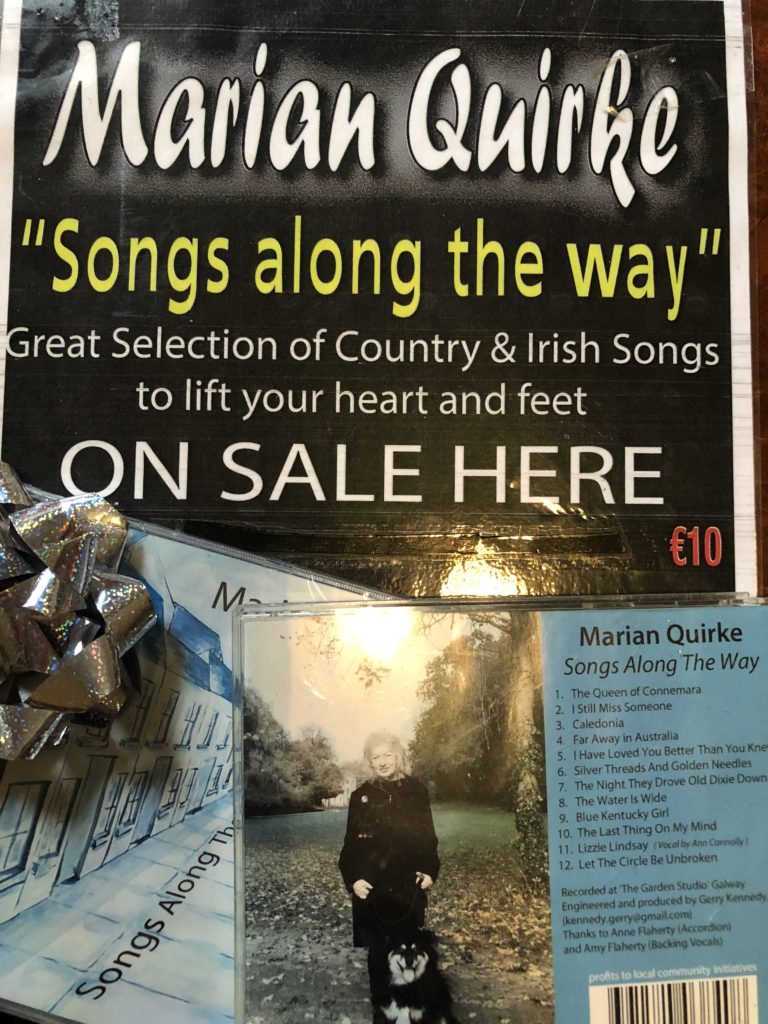 Marian Quirke
"Songs along the way"
Great Selection of Country & Irish Songs
to lift your heart and feet
ON SALE HERE
€10
Songs Along Th
Marian Quirke
Songs Along The Way
1. The Queen of Connemara
2. I Still Miss Someone
3. Caledonia
4. Far Away in Australia
5. I Have Loved You Better Than You Knew
6. Silver Threads And Golden Needles
7. The Night They Drove Old Dixie Down
8. The Water Is Wide
9. Blue Kentucky Girl
10. The Last Thing On My Mind
11. Lizzie Lindsay (Vocal by Ann Connolly)
12. Let The Circle Be Unbroken
Recorded at 'The Garden Studio' Galway
Engineered and produced by Gerry Kennedy.
(kennedy.gerry@gmail.com)
Thanks to Anne Flaherty (Accordion)
and Amy Flaherty (Backing Vocals)
profits to local community initiatives